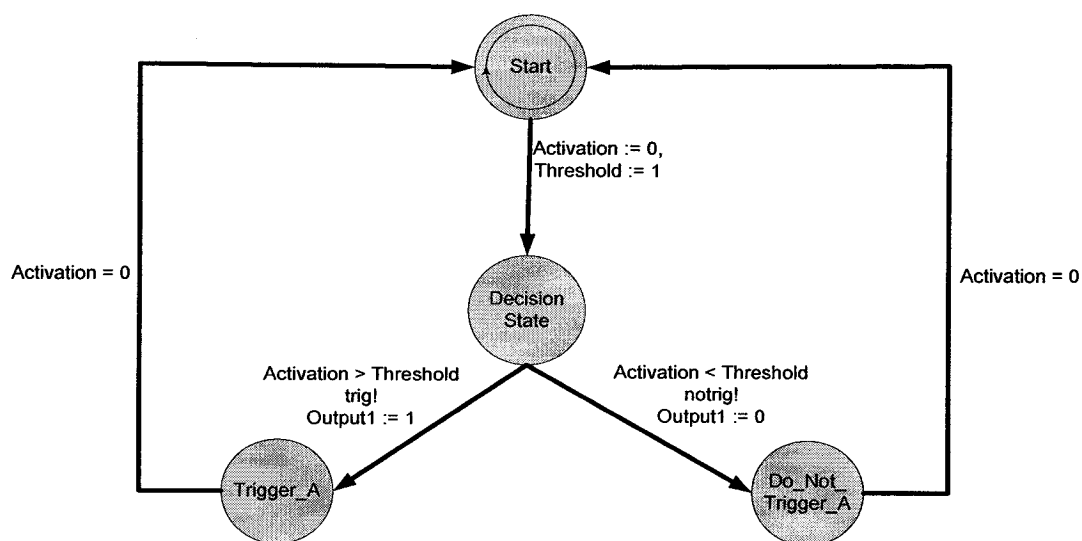 Start
Activation := 0,
Threshold := 1
Activation = 0
Activation = 0
Decision
State
Activation > Threshold
trig!
Output1 := 1
Activation < Threshold
notrig!
Output1 := 0
Trigger_A
Do_Not_
Trigger_A